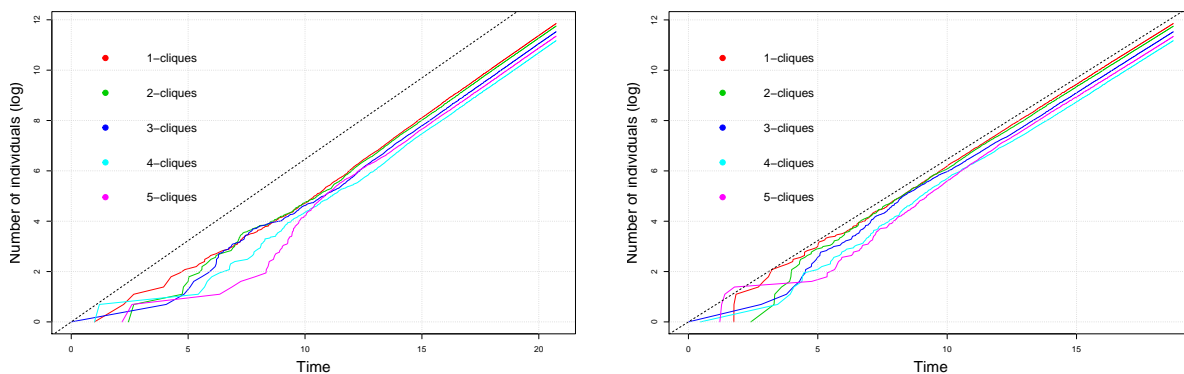 12
10
8
6
4
2
0
Number of individuals (log)
1−cliques
2−cliques
3−cliques
4−cliques
5−cliques
0 5 10 15 20
Time
12
10
8
6
4
2
0
Number of individuals (log)
1−cliques
2−cliques
3−cliques
4−cliques
5−cliques
0 5 10 15
Time